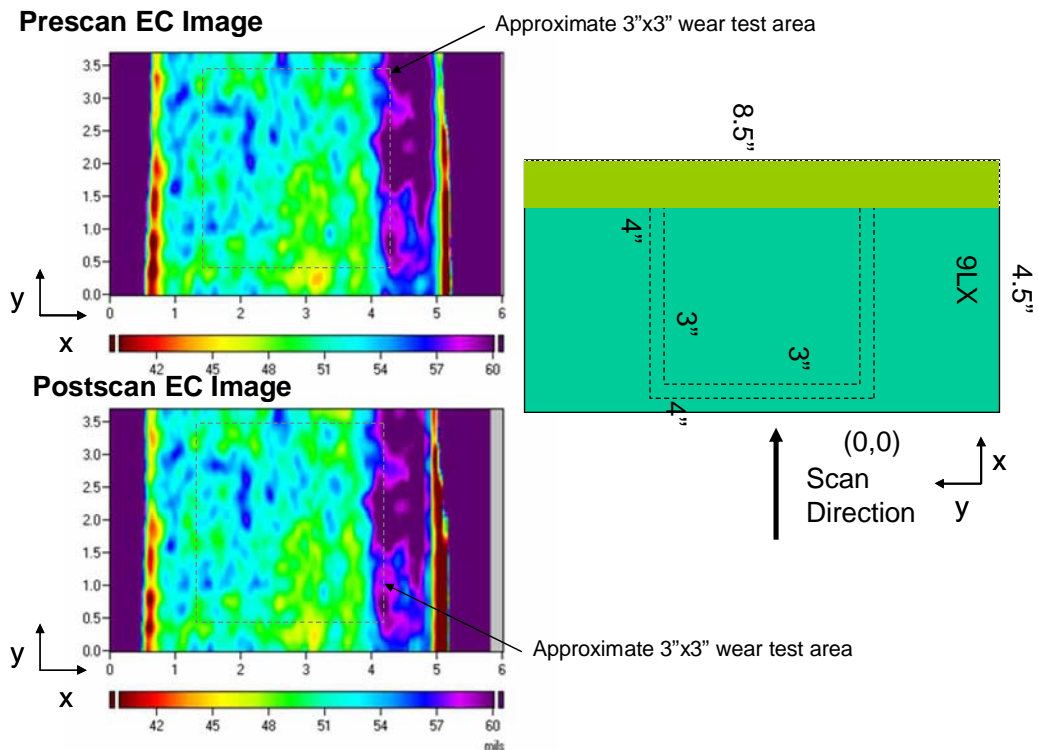 Prescan EC Image
Approximate 3”x3” wear test area
3.5
3.0
2.5
2.0
1.5
1.0
0.5
0.0
0 1 2 3 4 5 6
y
x
42 45 48 51 54 57 60
Postscan EC Image
3.5
3.0
2.5
2.0
1.5
1.0
0.5
0.0
0 1 2 3 4 5 6
y
x
42 45 48 51 54 57 60
mils
Approximate 3”x3” wear test area
8.5”
4”
9LX
4.5”
3”
3”
4”
(0,0)
Scan
Direction
x
y